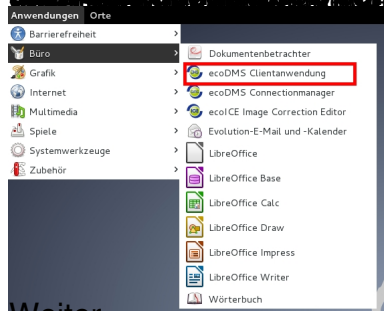 Anwendungen Orte
Barrierefreiheit
Büro
Grafik
Internet
Multimedia
Spiele
Systemwerkzeuge
Zubehör
Dokumentenbetrachter
ecoDMS Clientanwendung
ecoDMS Connectionmanager
ecoICE Image Correction Editor
Evolution-E-Mail und -Kalender
LibreOffice
LibreOffice Base
LibreOffice Calc
LibreOffice Draw
LibreOffice Impress
LibreOffice Writer
Wörterbuch
Weiter